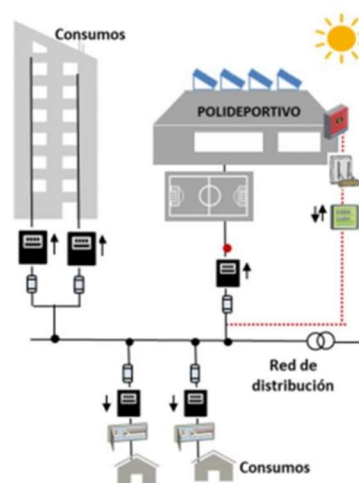 Consumos
POLIDEPORTIVO
Red de
distribución
Consumos